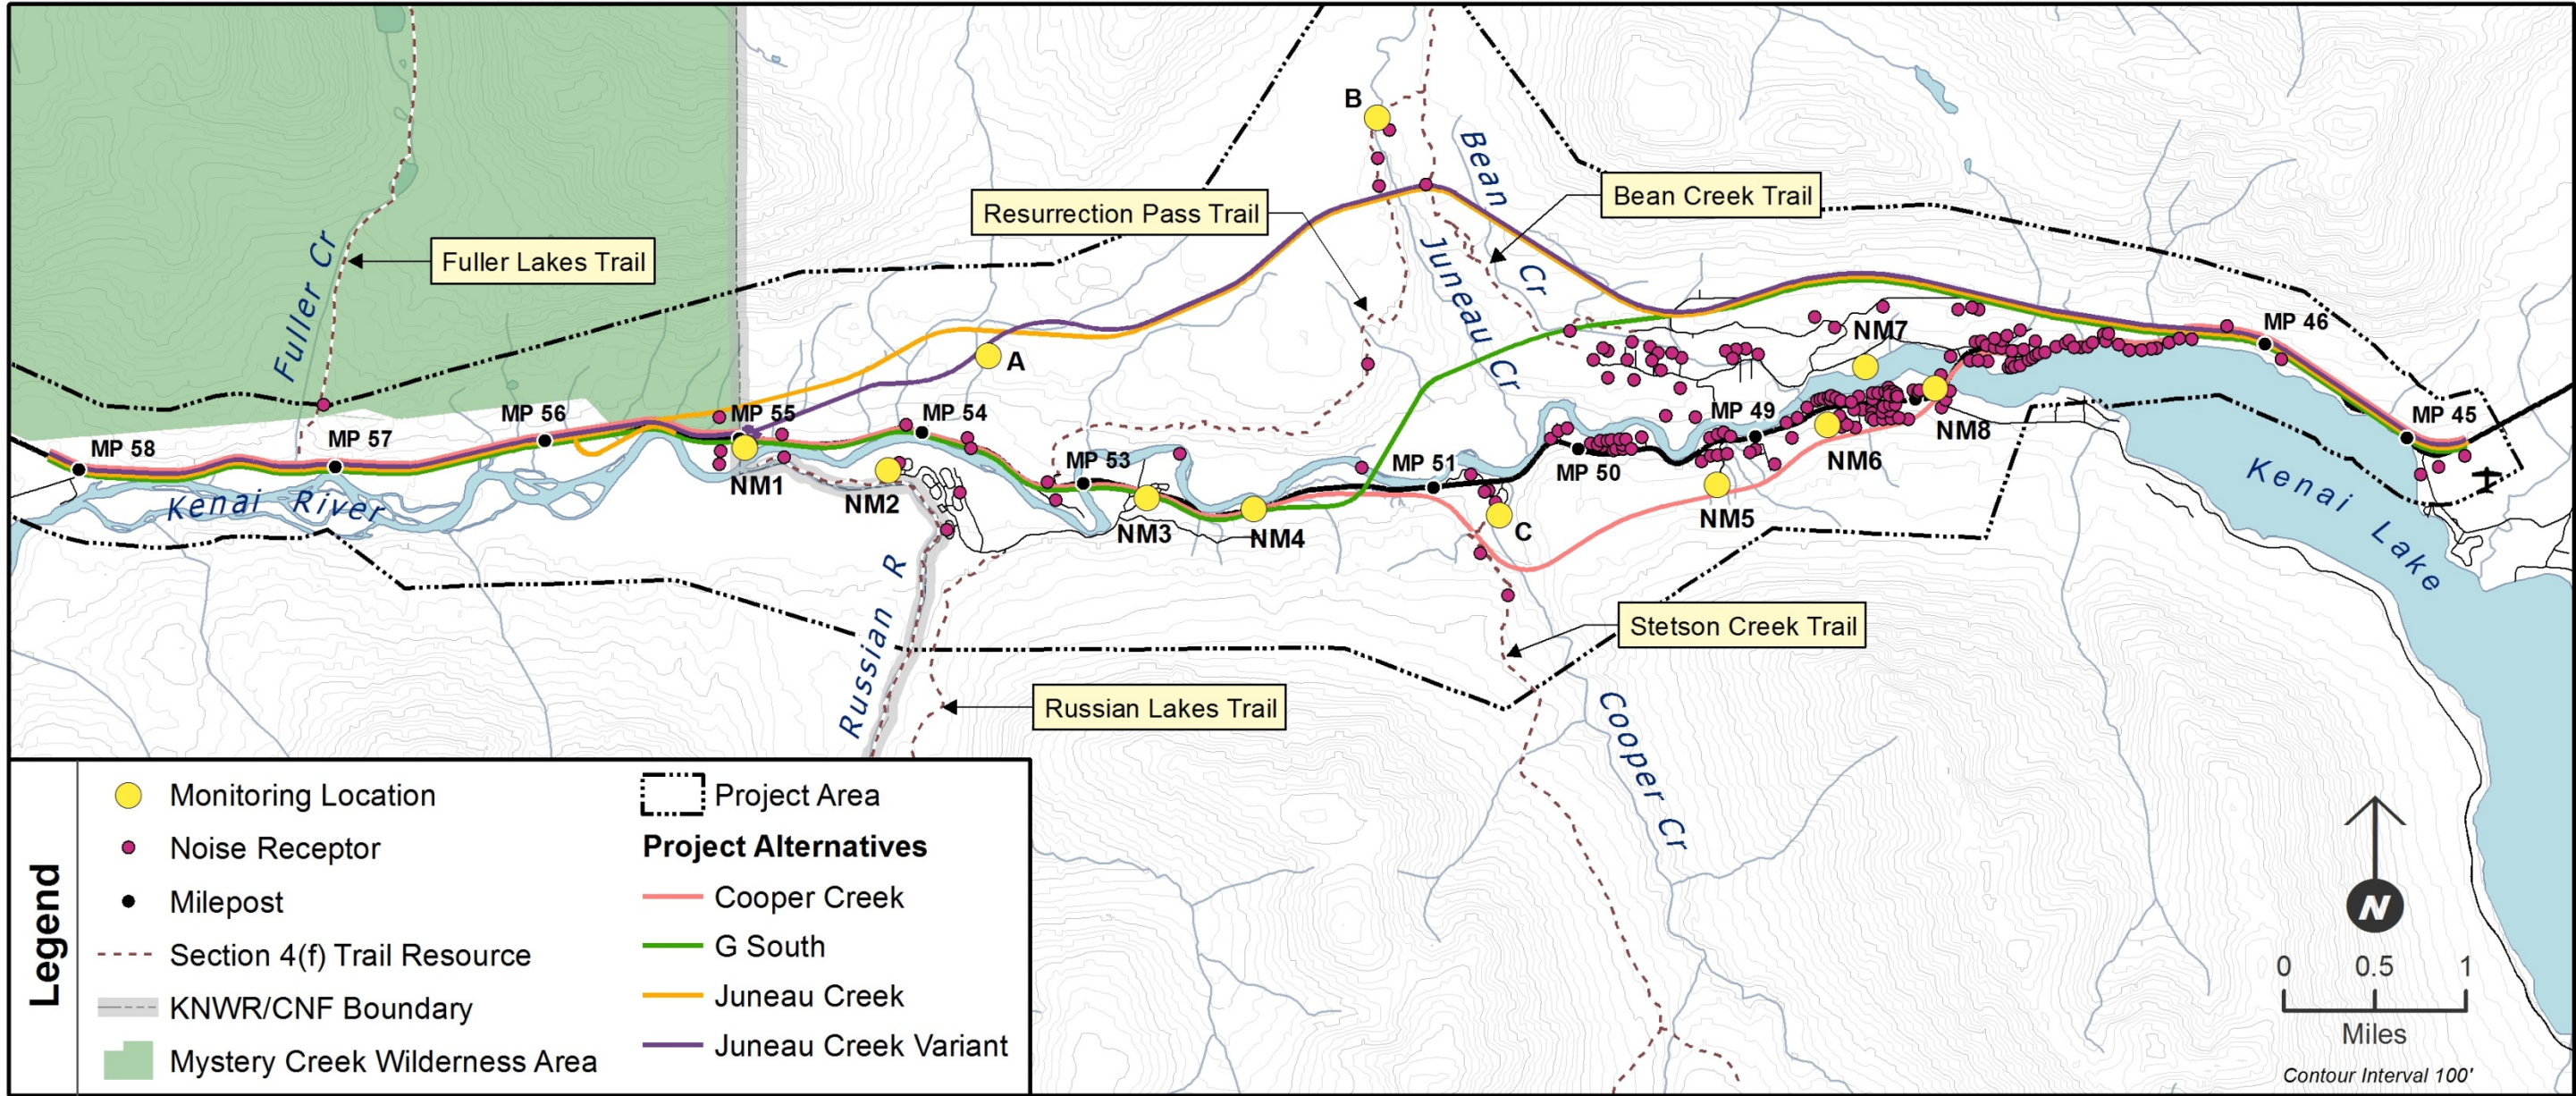 B
Bean Cr
Resurrection Pass Trail
Bean Creek Trail
Fuller Lakes Trail
Fuller Cr
Juneau Cr
A
NM7
MP 46
MP 58
MP 57
MP 56
MP 55
MP 54
MP 53
MP 51
MP 50
MP 49
MP 45
NM8
NM6
NM5
NM1
NM2
NM3
NM4
C
Kenai River
Kenai Lake
Russian R
Stetson Creek Trail
Russian Lakes Trail
Cooper Cr
Legend
Monitoring Location
Noise Receptor
Milepost
Section 4(f) Trail Resource
KNWR/CNF Boundary
Mystery Creek Wilderness Area
Project Area
Project Alternatives
Cooper Creek
G South
Juneau Creek
Juneau Creek Variant
N
0 0.5 1
Miles
Contour Interval 100'